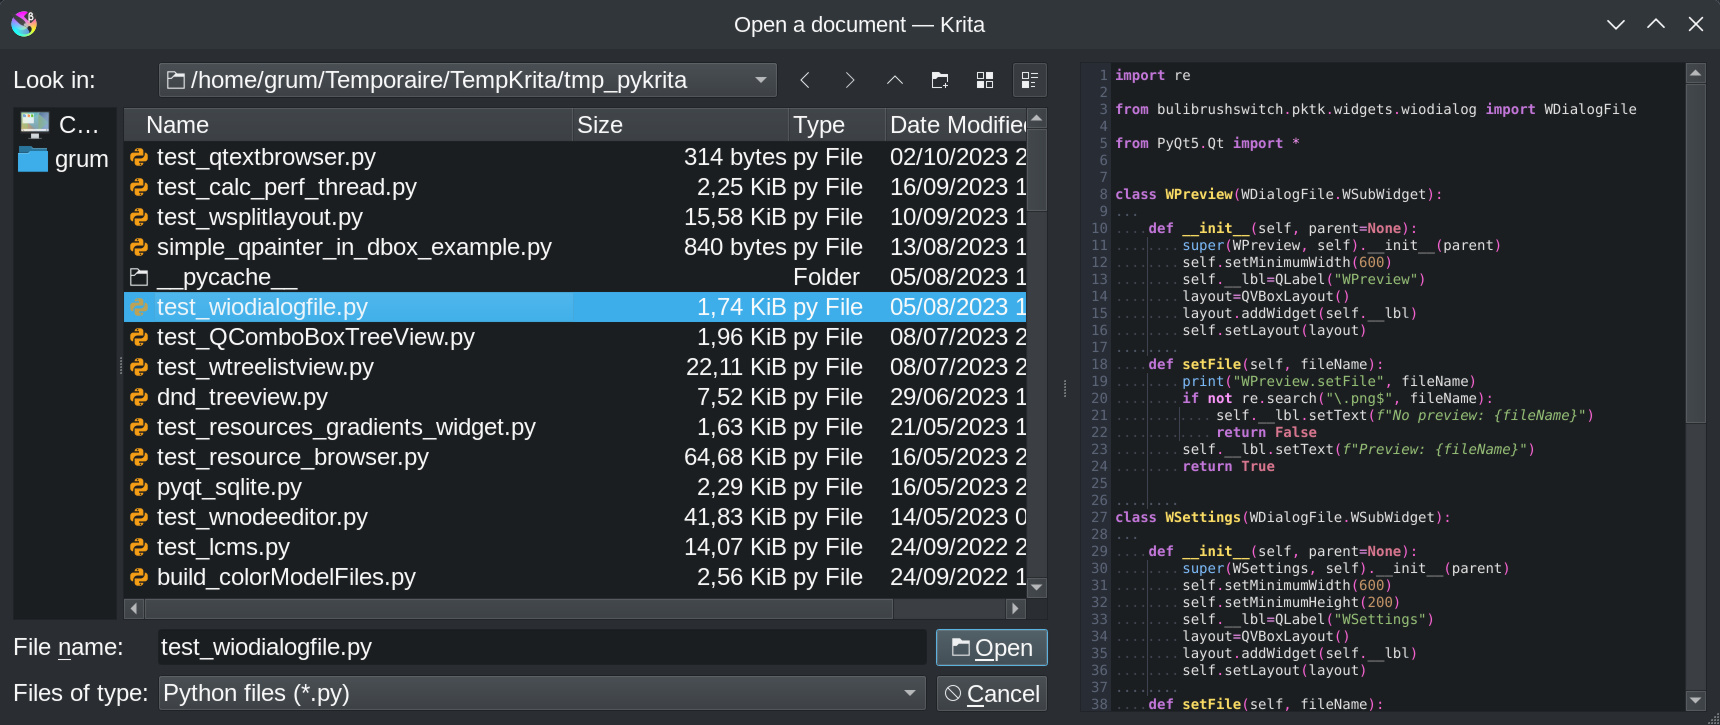 Open a document — Krita
Look in:
/home/grum/Temporaire/TempKrita/tmp_pykrita
C...
grum
Name Size Type Date Modified
test_qtextbrowser.py 314 bytes py File 02/10/2023 2
test_calc_perf_thread.py 2,25 KiB py File 16/09/2023 1
test_wsplitlayout.py 15,58 KiB py File 10/09/2023 1
simple_qpainter_in_dbox_example.py 840 bytes py File 13/08/2023 1
__pycache__ Folder 05/08/2023 1
test_wiodialogfile.py 1,74 KiB py File 05/08/2023 1
test_QComboBoxTreeView.py 1,96 KiB py File 08/07/2023 2
test_wtreelistview.py 22,11 KiB py File 08/07/2023 2
dnd_treeview.py 7,52 KiB py File 29/06/2023 1
test_resources_gradients_widget.py 1,63 KiB py File 21/05/2023 1
test_resource_browser.py 64,68 KiB py File 16/05/2023 2
pyqt_sqlite.py 2,29 KiB py File 16/05/2023 2
test_wnodeeditor.py 41,83 KiB py File 14/05/2023 0
test_lcms.py 14,07 KiB py File 24/09/2022 2
build_colorModelFiles.py 2,56 KiB py File 24/09/2022 1
File name: test_wiodialogfile.py Open
Files of type: Python files (*.py) Cancel
1 import re
2
3 from bulibrushswitch.pktk.widgets.wiodialog import WDialogFile
4
5 from PyQt5.Qt import *
6
7
8 class WPreview(WDialogFile.WSubWidget):
9 ...
10 ....def __init__(self, parent=None):
11 ........super(WPreview, self).__init__(parent)
12 ........self.setMinimumWidth(600)
13 ........self.__lbl=QLabel("WPreview")
14 ........layout=QVBoxLayout()
15 ........layout.addWidget(self.__lbl)
16 ........self.setLayout(layout)
17 ........
18 ....def setFile(self, fileName):
19 ........print("WPreview.setFile", fileName)
20 ........if not re.search("\.png$", fileName):
21 ............self.__lbl.setText(f"No preview: {fileName}")
22 ............return False
23 ........self.__lbl.setText(f"Preview: {fileName}")
24 ........return True
25
26 ........
27 class WSettings(WDialogFile.WSubWidget):
28 ...
29 ....def __init__(self, parent=None):
30 ........super(WSettings, self).__init__(parent)
31 ........self.setMinimumWidth(600)
32 ........self.setMinimumHeight(200)
33 ........self.__lbl=QLabel("WSettings")
34 ........layout=QVBoxLayout()
35 ........layout.addWidget(self.__lbl)
36 ........self.setLayout(layout)
37 ........
38 ....def setFile(self, fileName):